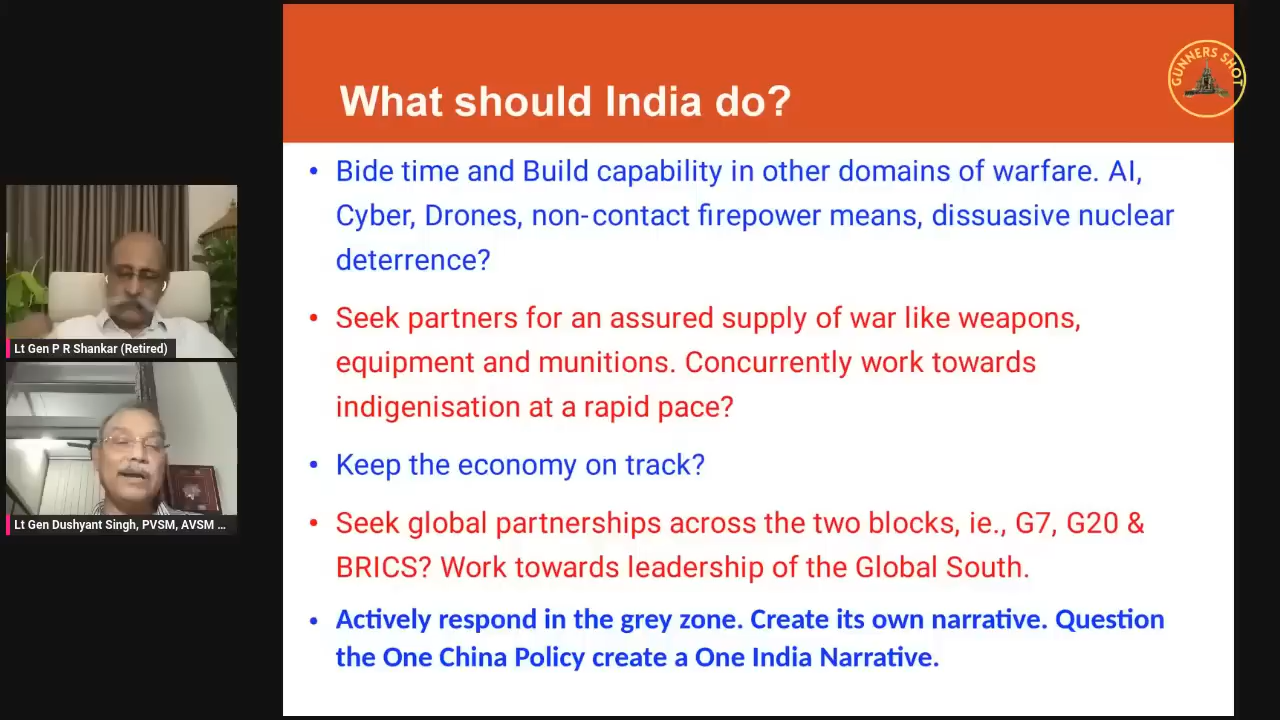 What should India do?
GUNNERS SHOT
• Bide time and Build capability in other domains of warfare. AI,
Cyber, Drones, non-contact firepower means, dissuasive nuclear
deterrence?
• Seek partners for an assured supply of war like weapons,
equipment and munitions. Concurrently work towards
indigenisation at a rapid pace?
• Keep the economy on track?
• Seek global partnerships across the two blocks, ie., G7, G20 &
BRICS? Work towards leadership of the Global South.
• Actively respond in the grey zone. Create its own narrative. Question
the One China Policy create a One India Narrative.
Lt Gen P R Shankar (Retired)
Lt Gen Dushyant Singh, PVSM, AVSM ...